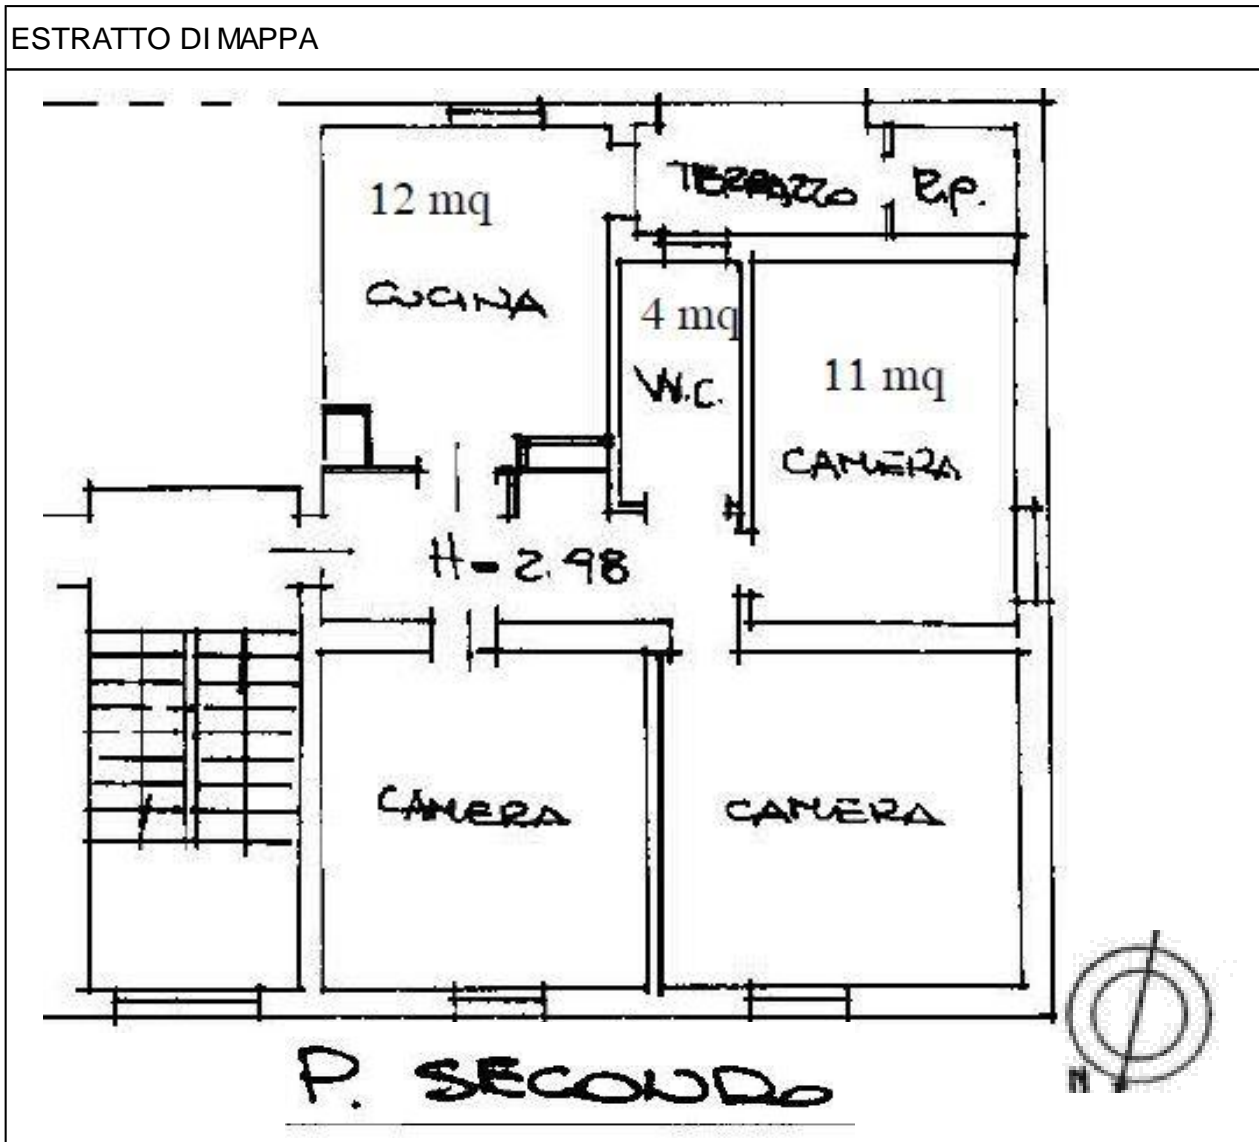 ESTRATTO DI MAPPA
TERRAZZO
R.P.
12 mq
CUCINA
4 mq
W.C.
11 mq
CAMERA
H = 2.98
CAMERA
CAMERA
N
P. SECONDO